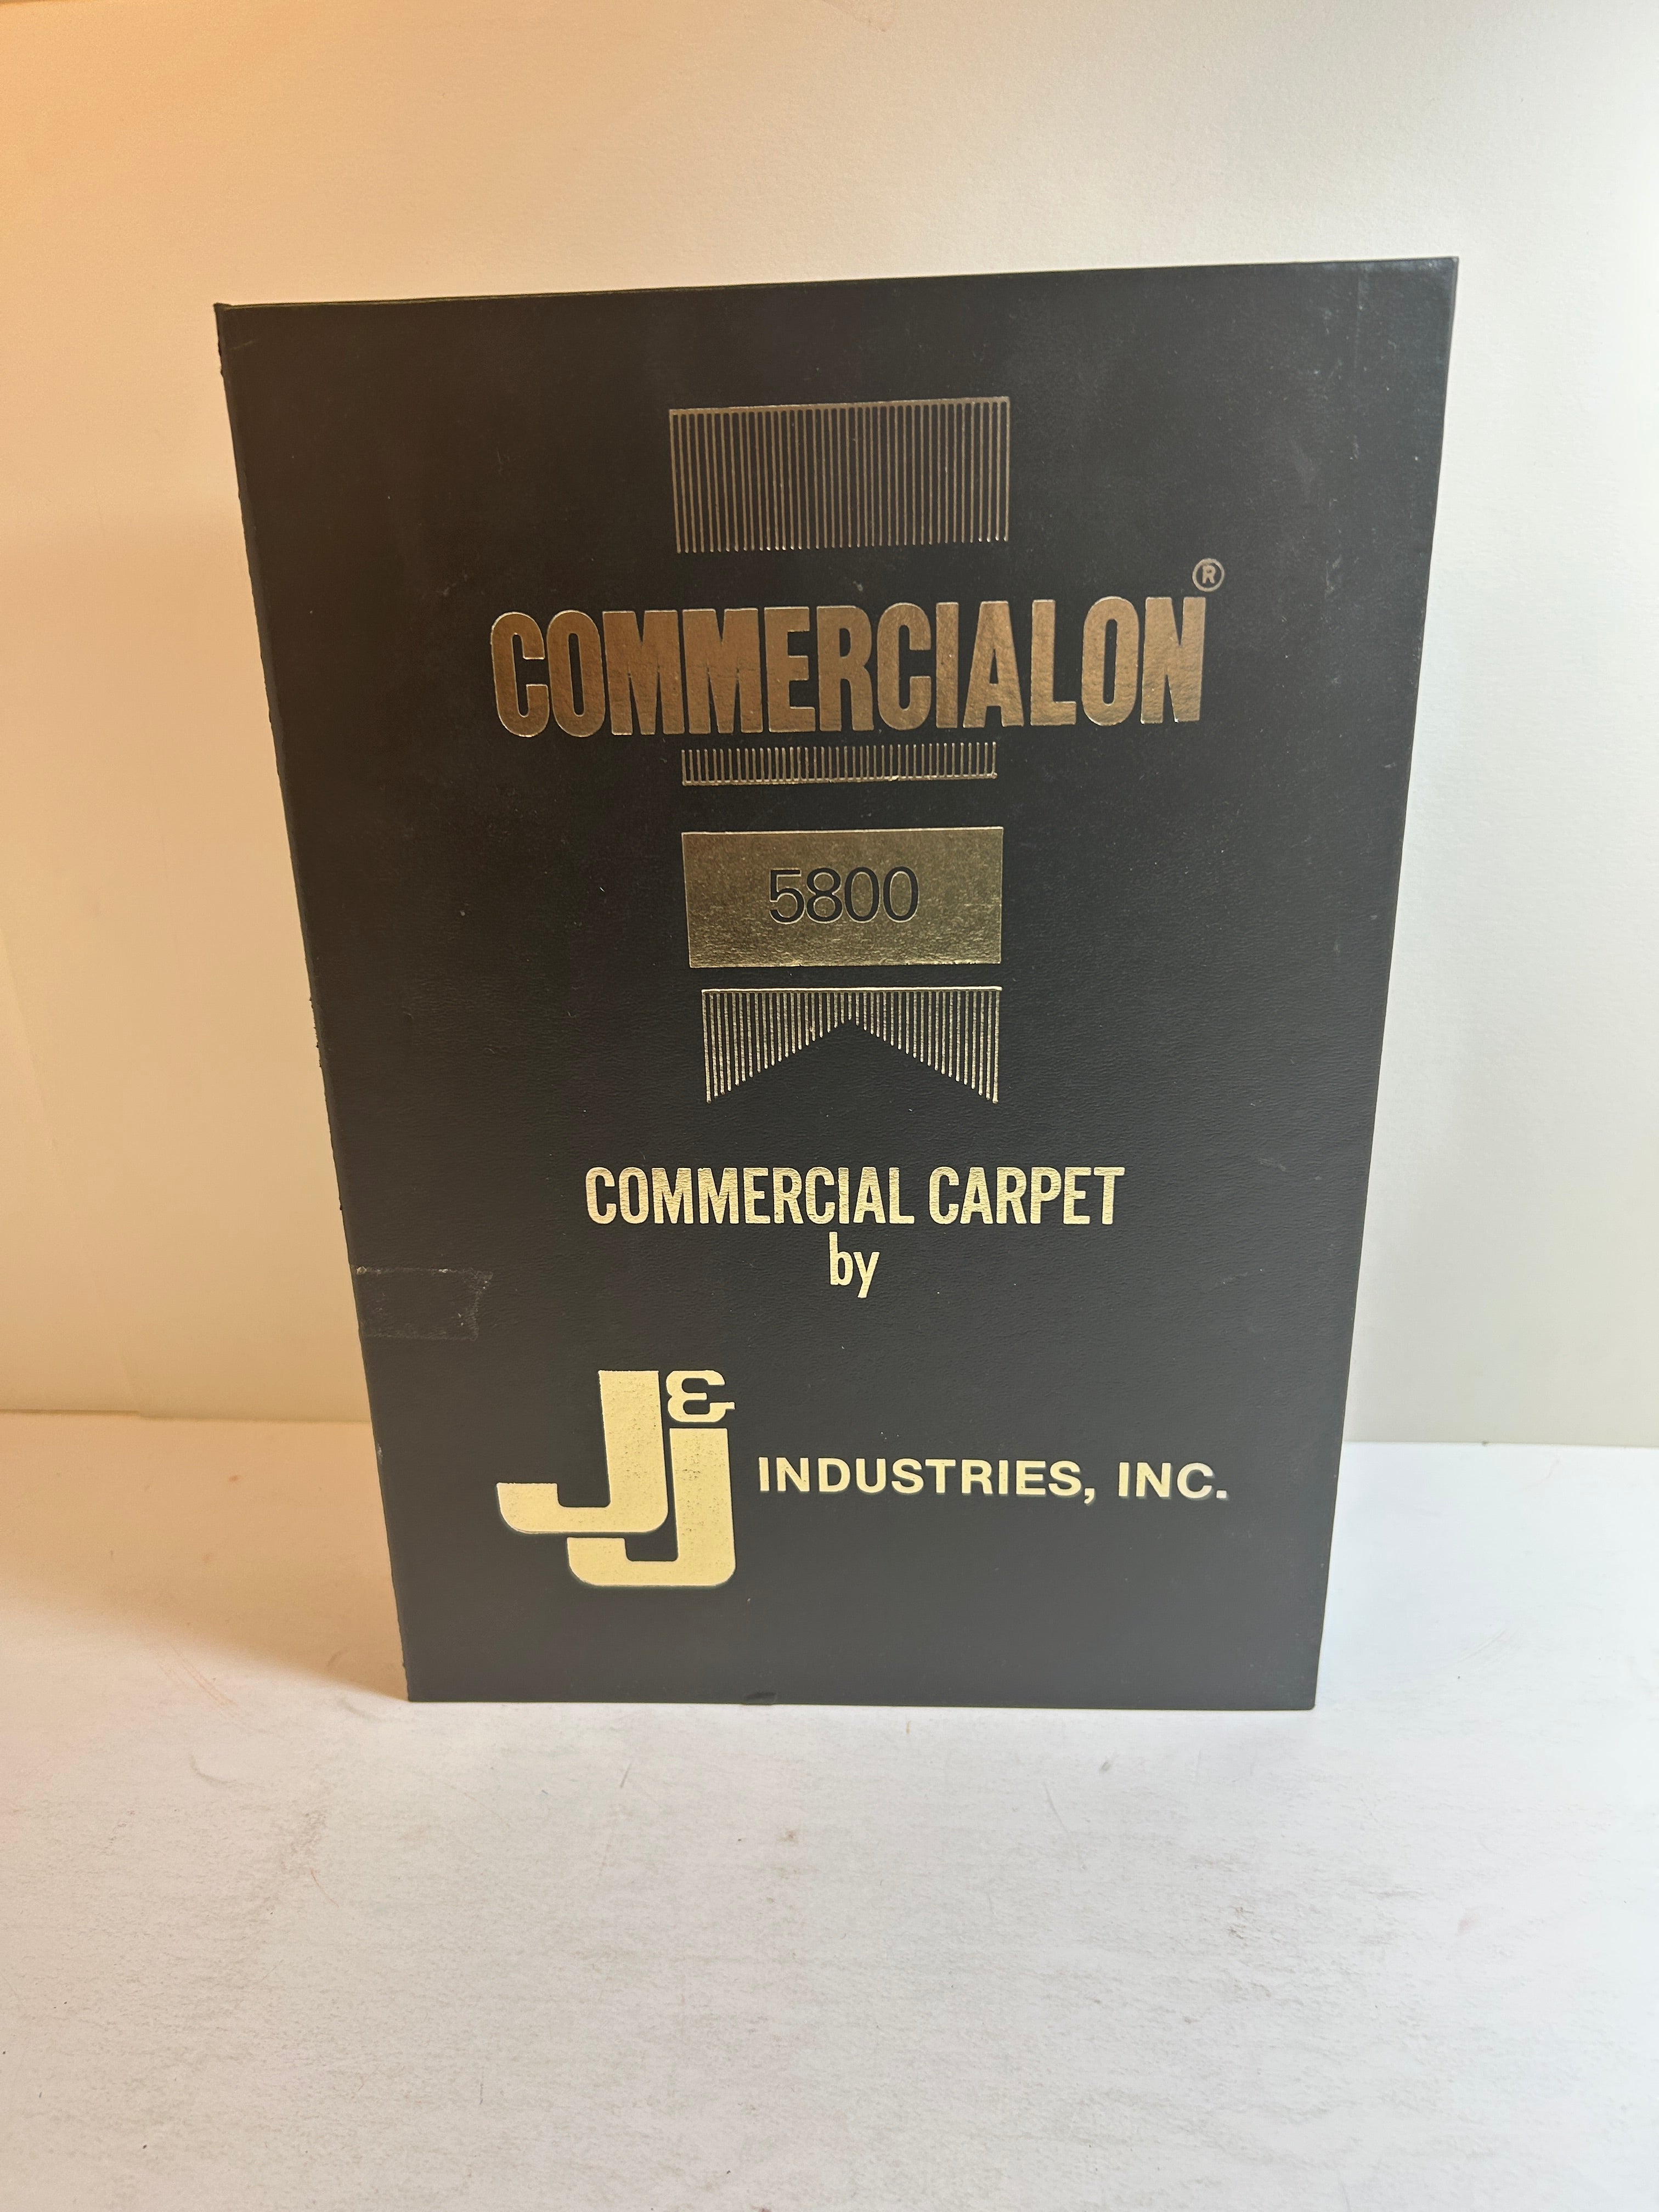 COMMERCIALON®
5800
COMMERCIAL CARPET
by
J&J INDUSTRIES, INC.